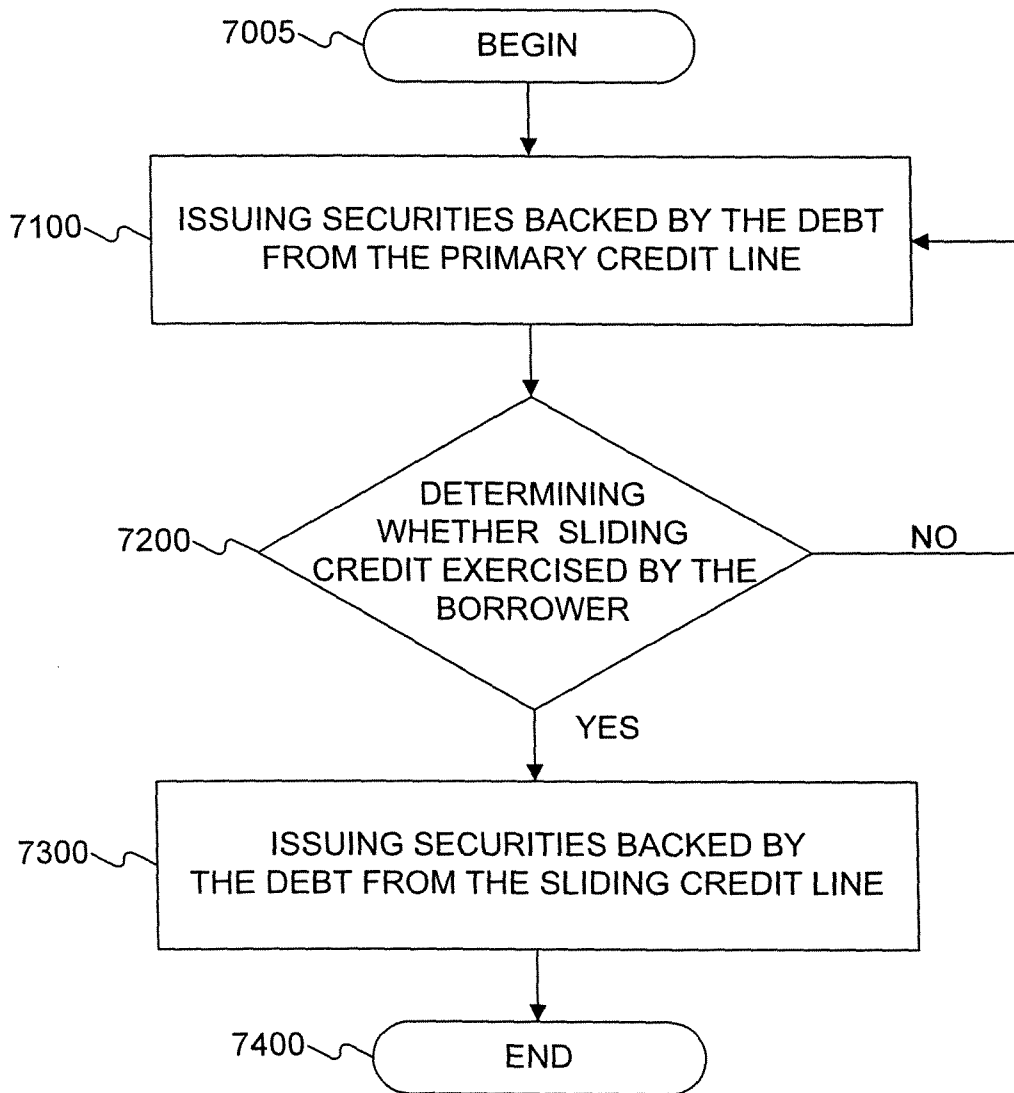 7005
BEGIN
7100
ISSUING SECURITIES BACKED BY THE DEBT
FROM THE PRIMARY CREDIT LINE
7200
DETERMINING
WHETHER SLIDING
CREDIT EXERCISED BY THE
BORROWER
NO
YES
7300
ISSUING SECURITIES BACKED BY
THE DEBT FROM THE SLIDING CREDIT LINE
7400
END